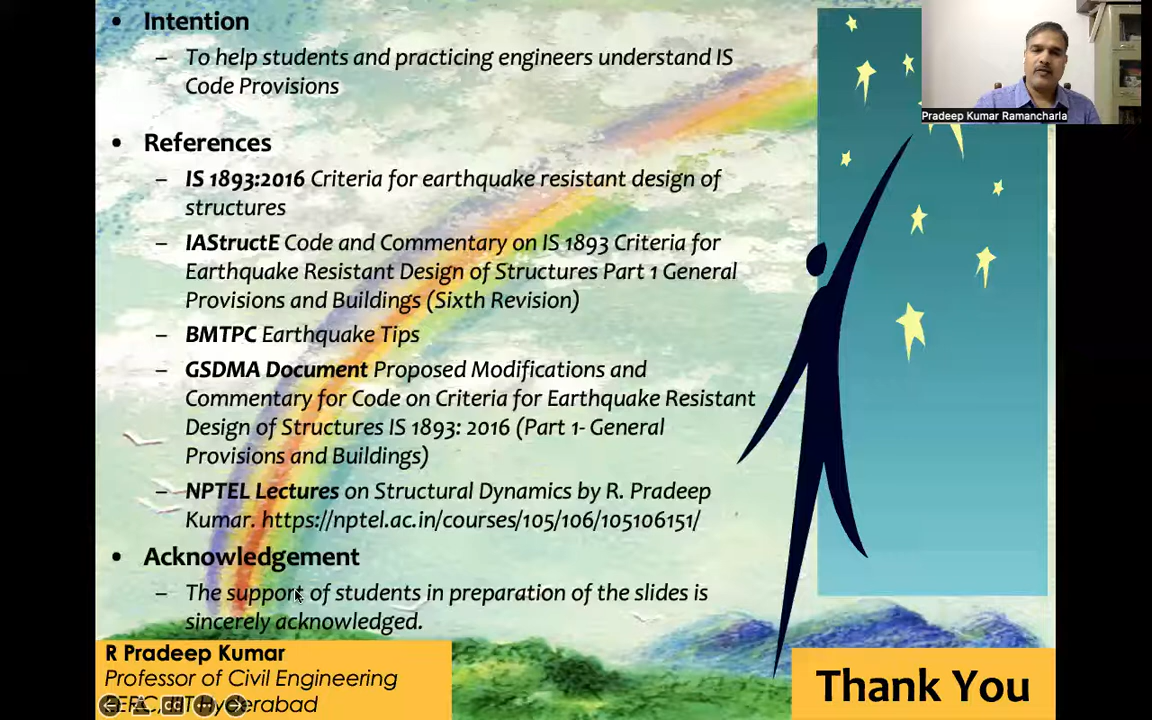 • Intention
– To help students and practicing engineers understand IS
Code Provisions
• References
– IS 1893:2016 Criteria for earthquake resistant design of
structures
– IAStructE Code and Commentary on IS 1893 Criteria for
Earthquake Resistant Design of Structures Part 1 General
Provisions and Buildings (Sixth Revision)
– BMTPC Earthquake Tips
– GSDMA Document Proposed Modifications and
Commentary for Code on Criteria for Earthquake Resistant
Design of Structures IS 1893: 2016 (Part 1- General
Provisions and Buildings)
– NPTEL Lectures on Structural Dynamics by R. Pradeep
Kumar. https://nptel.ac.in/courses/105/106/105106151/
• Acknowledgement
– The support of students in preparation of the slides is
sincerely acknowledged.
R Pradeep Kumar
Professor of Civil Engineering
Hyderabad
Thank You
Pradeep Kumar Ramancharla